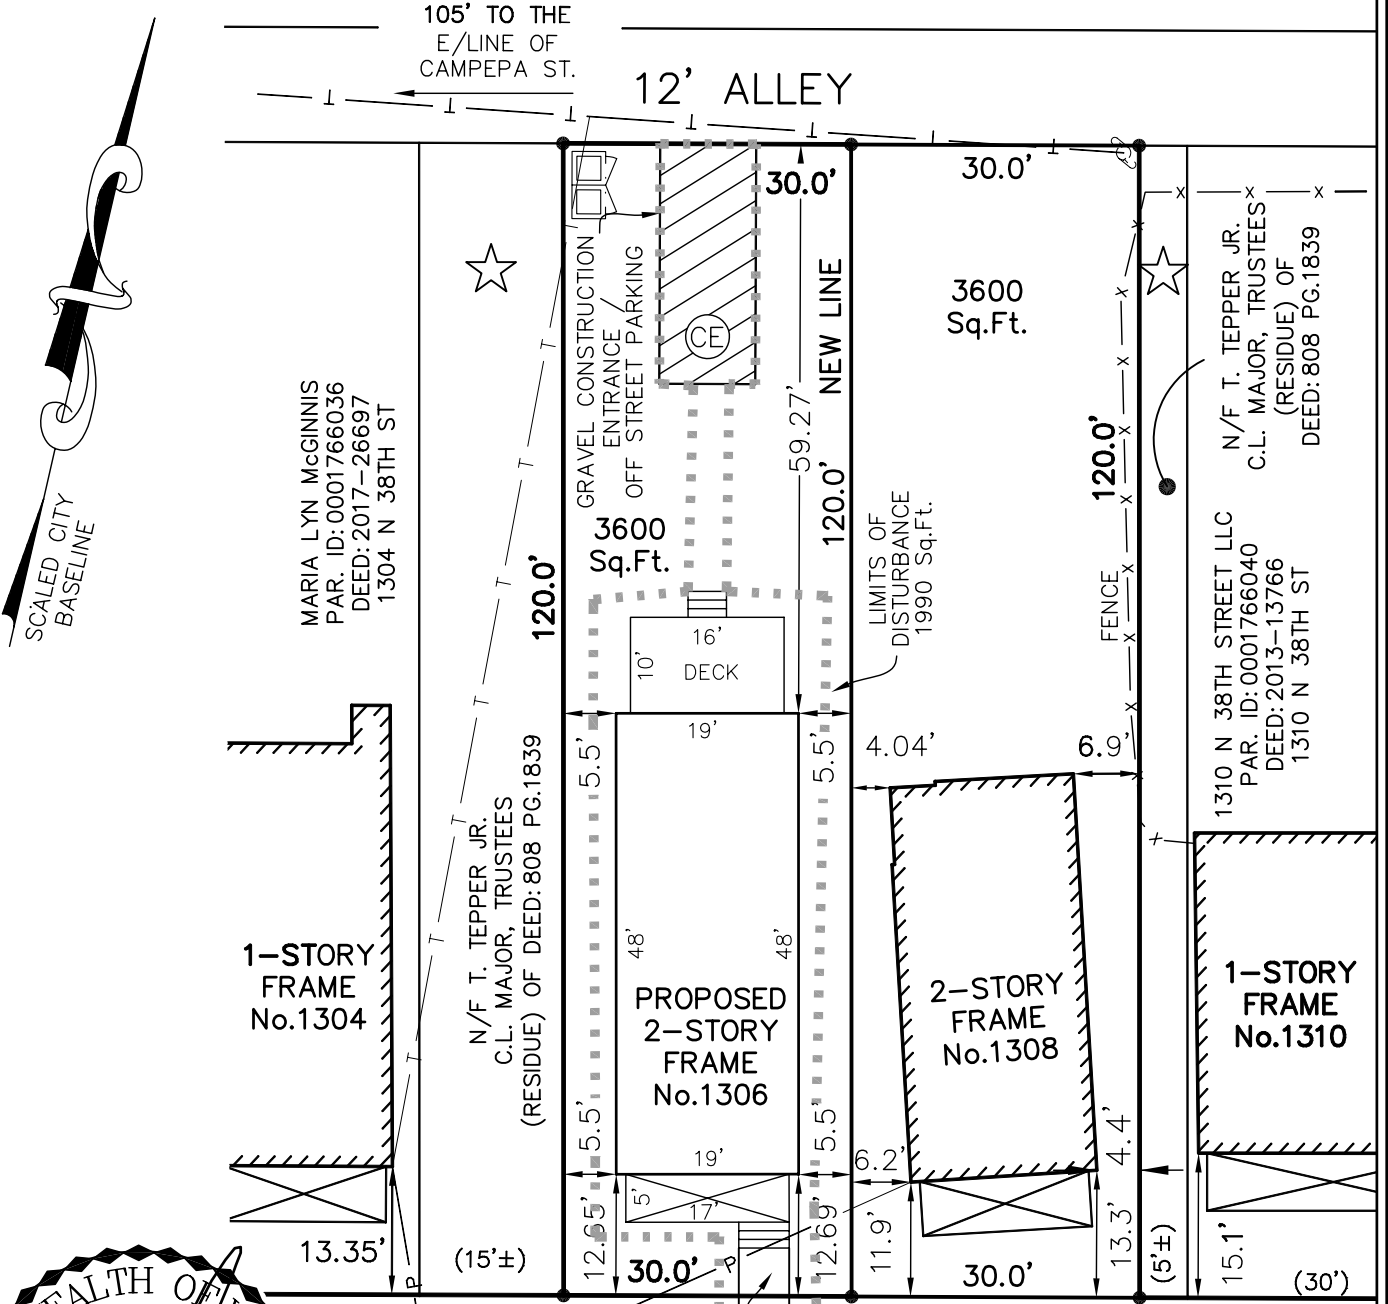 105' TO THE
E/LINE OF
CAMPEPA ST.
12' ALLEY
30.0'
30.0'
3600
Sq.Ft.
CE
GRAVEL CONSTRUCTION
ENTRANCE
OFF STREET PARKING
NEW LINE
120.0'
59.27'
3600
Sq.Ft.
120.0'
120.0'
FENCE
LIMITS OF
DISTURBANCE
1990 Sq.Ft.
SCALED CITY
BASELINE
MARIA LYN McGINNIS
PAR. ID:0001766036
DEED:2017-26697
1304 N 38TH ST
N/F T. TEPPER JR.
C.L. MAJOR, TRUSTEES
(RESIDUE) OF
DEED:808 PG.1839
1310 N 38TH STREET LLC
PAR. ID:0001766040
DEED:2013-13766
1310 N 38TH ST
N/F T. TEPPER JR.
C.L. MAJOR, TRUSTEES
(RESIDUE) OF DEED:808 PG.1839
16'
10'
DECK
19'
5.5'
5.5'
4.04'
6.9'
48'
48'
1-STORY
FRAME
No.1304
PROPOSED
2-STORY
FRAME
No.1306
2-STORY
FRAME
No.1308
1-STORY
FRAME
No.1310
5.5'
5.5'
19'
6.2'
4.4'
5'
17'
13.35'
(15'±)
12.65'
30.0'
12.69'
11.9'
30.0'
13.3'
(5'±)
15.1'
(30')
P
P
EALTH OF